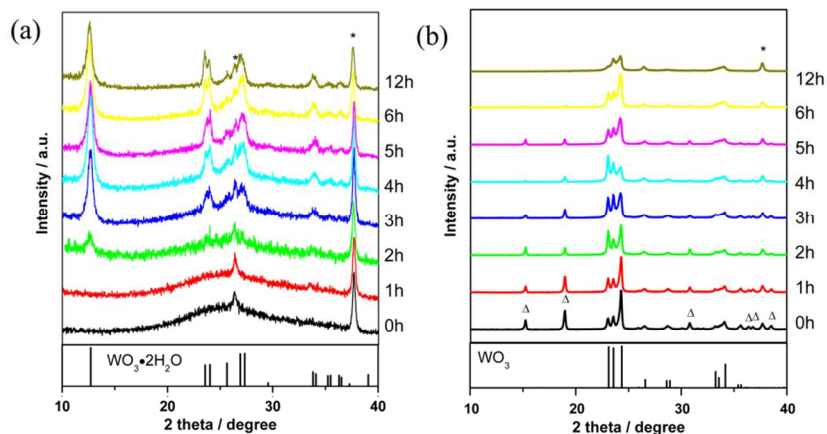 (a)
Intensity / a.u.
*
*
12h
6h
5h
4h
3h
2h
1h
0h
WO₃•2H₂O
10 20 30 40
2 theta / degree
(b)
Intensity / a.u.
*
12h
6h
5h
4h
3h
2h
1h
0h
Δ Δ Δ Δ Δ Δ
WO₃
10 20 30 40
2 theta / degree